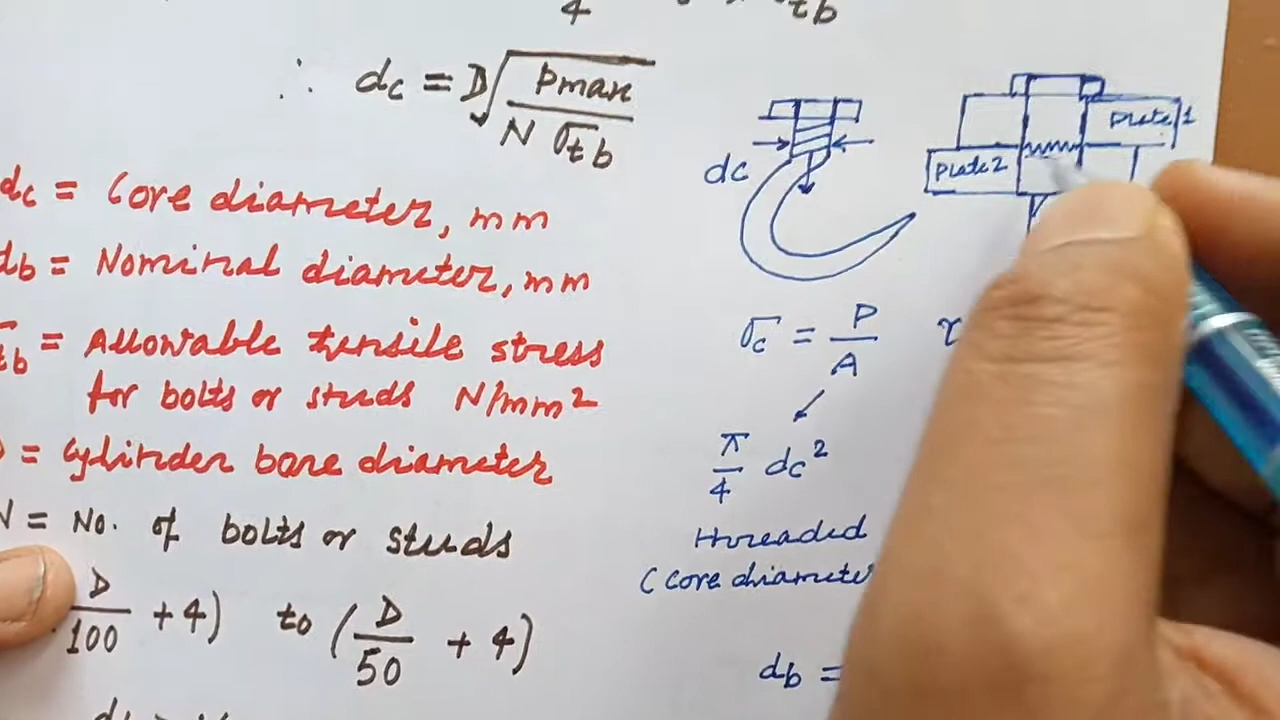 4 tb
∴ dc = D√(Pmax / N σtb)
dc = Core diameter, mm
db = Nominal diameter, mm
σtb = Allowable tensile stress
for bolts or studs N/mm²
= Cylinder bore diameter
N = No. of bolts or studs
D/100 + 4) to (D/50 + 4)
dc
Plate 1
Plate 2
σc = P/A τ
π/4 dc²
Threaded
(Core diameter
db =